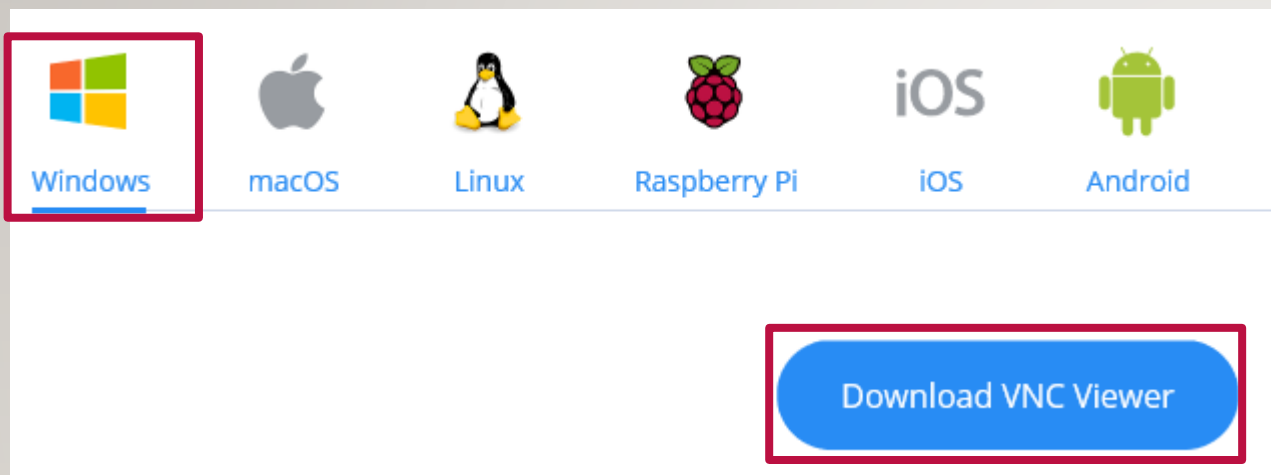 iOS
Windows macOS Linux Raspberry Pi iOS Android
Download VNC Viewer